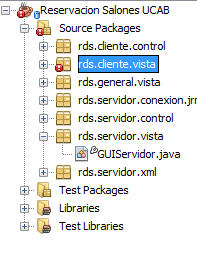 Reservacion Salones UCAB
Source Packages
rds.cliente.control
rds.cliente.vista
rds.general.vista
rds.servidor.conexion.jr
rds.servidor.control
rds.servidor.vista
GUIServidor.java
rds.servidor.xml
Test Packages
Libraries
Test Libraries